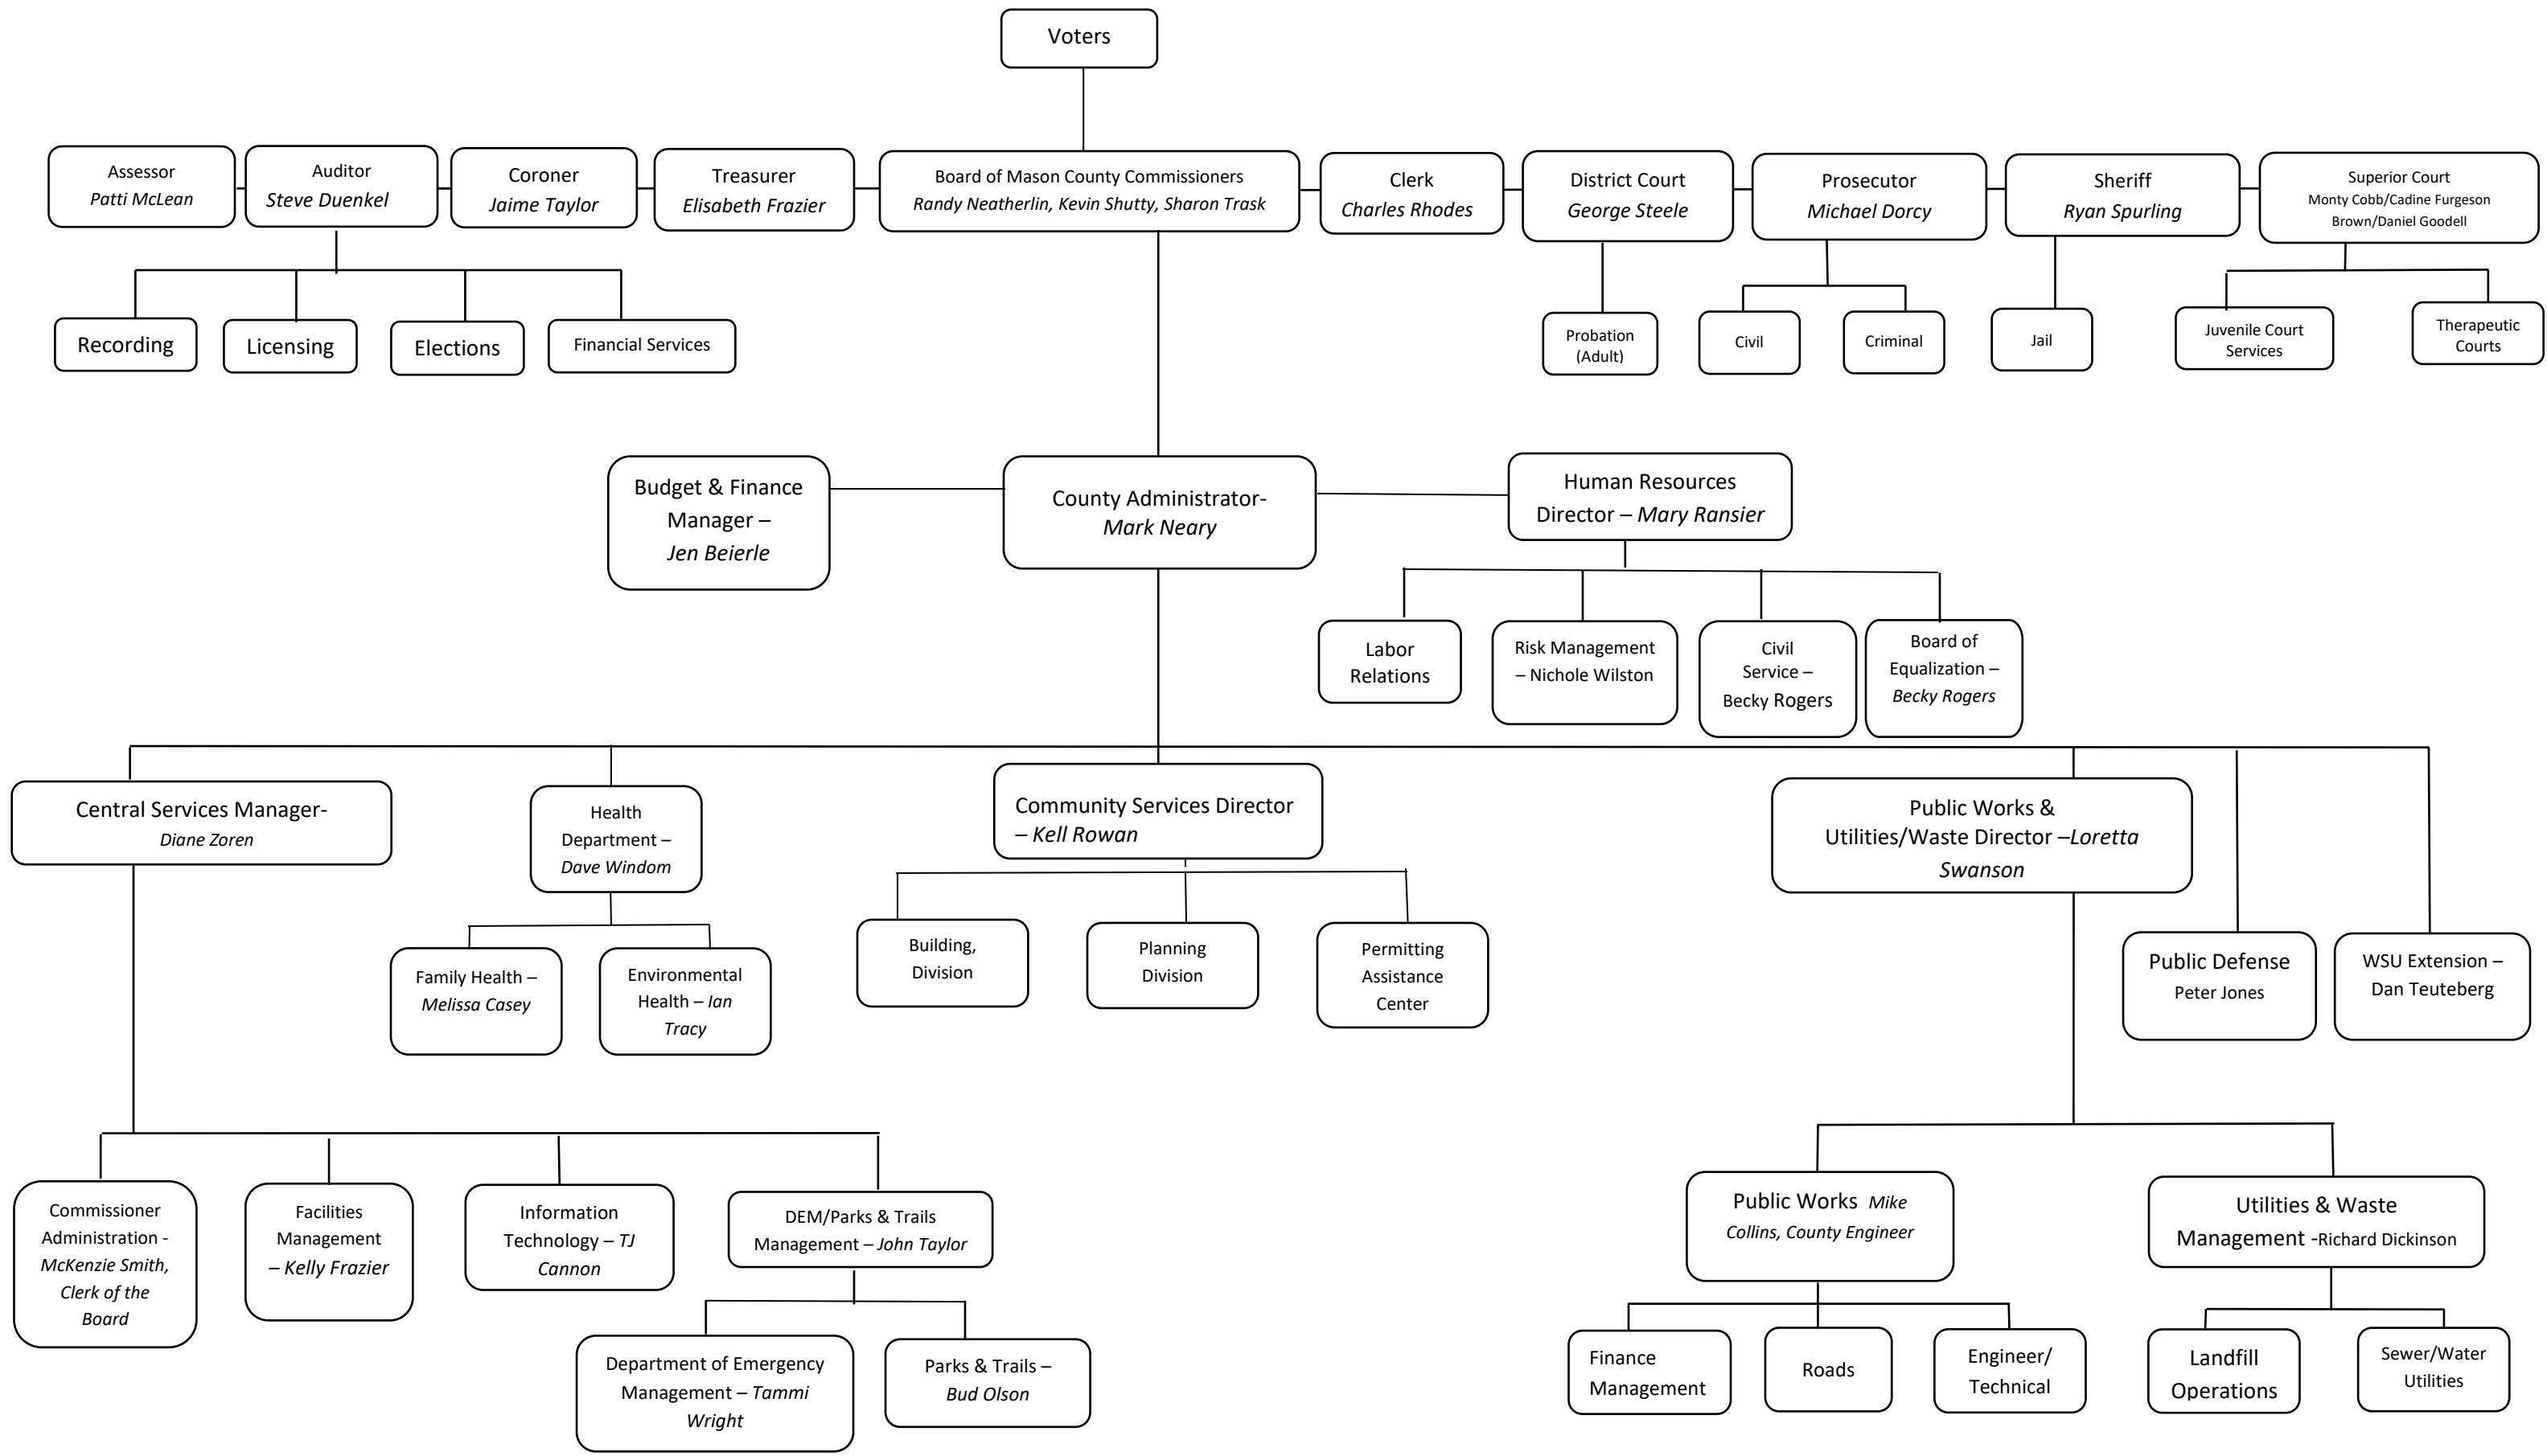 Voters
Assessor
Patti McLean
Auditor
Steve Duenkel
Coroner
Jaime Taylor
Treasurer
Elisabeth Frazier
Board of Mason County Commissioners
Randy Neatherlin, Kevin Shutty, Sharon Trask
Clerk
Charles Rhodes
District Court
George Steele
Prosecutor
Michael Dorcy
Sheriff
Ryan Spurling
Superior Court
Monty Cobb/Cadine Furgeson
Brown/Daniel Goodell
Recording
Licensing
Elections
Financial Services
Probation
(Adult)
Civil
Criminal
Jail
Juvenile Court
Services
Therapeutic
Courts
Budget & Finance
Manager –
Jen Beierle
County Administrator-
Mark Neary
Human Resources
Director – Mary Ransier
Labor
Relations
Risk Management
– Nichole Wilston
Civil
Service –
Becky Rogers
Board of
Equalization –
Becky Rogers
Central Services Manager-
Diane Zoren
Health
Department –
Dave Windom
Community Services Director
– Kell Rowan
Public Works &
Utilities/Waste Director –Loretta
Swanson
Family Health –
Melissa Casey
Environmental
Health – Ian
Tracy
Building,
Division
Planning
Division
Permitting
Assistance
Center
Public Defense
Peter Jones
WSU Extension –
Dan Teuteberg
Commissioner
Administration -
McKenzie Smith,
Clerk of the
Board
Facilities
Management
– Kelly Frazier
Information
Technology – TJ
Cannon
DEM/Parks & Trails
Management – John Taylor
Public Works Mike
Collins, County Engineer
Utilities & Waste
Management -Richard Dickinson
Department of Emergency
Management – Tammi
Wright
Parks & Trails –
Bud Olson
Finance
Management
Roads
Engineer/
Technical
Landfill
Operations
Sewer/Water
Utilities